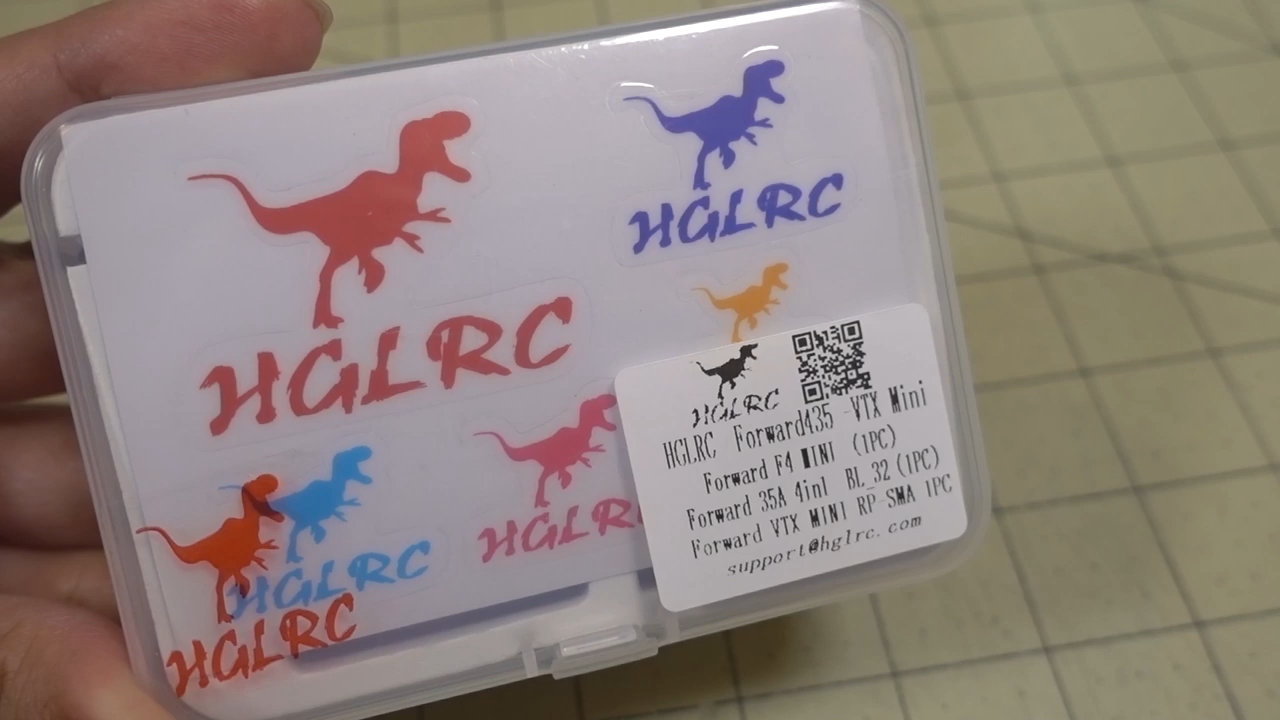 HGLRC
HGLRC
HGLRC
HGLRC Forward435 -VTX Mini
Forward F4 MINI (1PC)
Forward 35A 4in1 BL_32 (1PC)
Forward VTX MINI RP-SMA 1PC
support@hglrc.com
HGLR
HGLRC
HGLRC